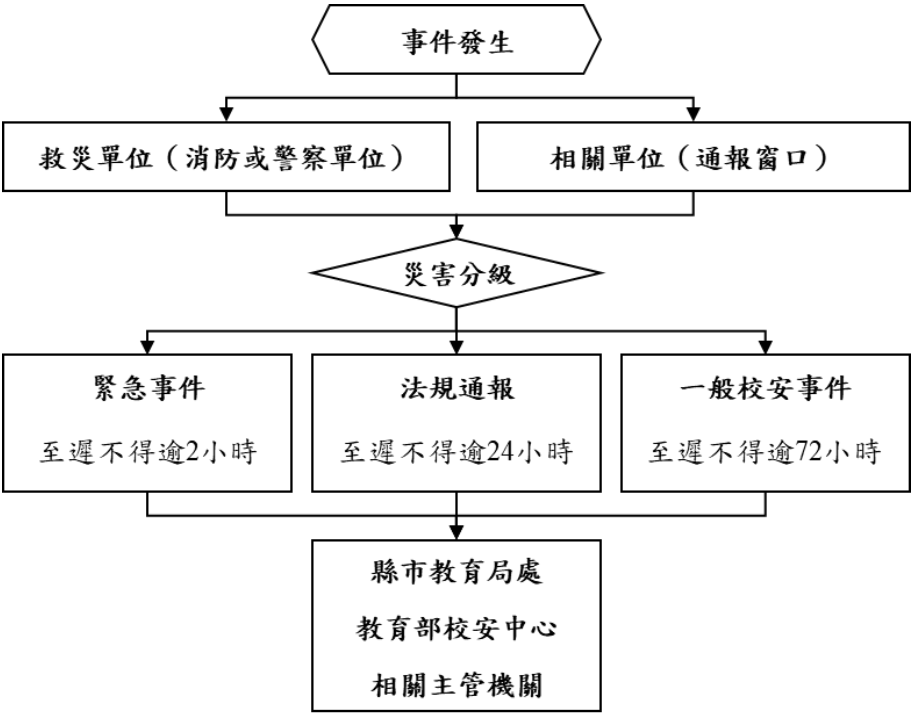 事件發生
救災單位（消防或警察單位）
相關單位（通報窗口）
災害分級
緊急事件
至遲不得逾2小時
法規通報
至遲不得逾24小時
一般校安事件
至遲不得逾72小時
縣市教育局處
教育部校安中心
相關主管機關